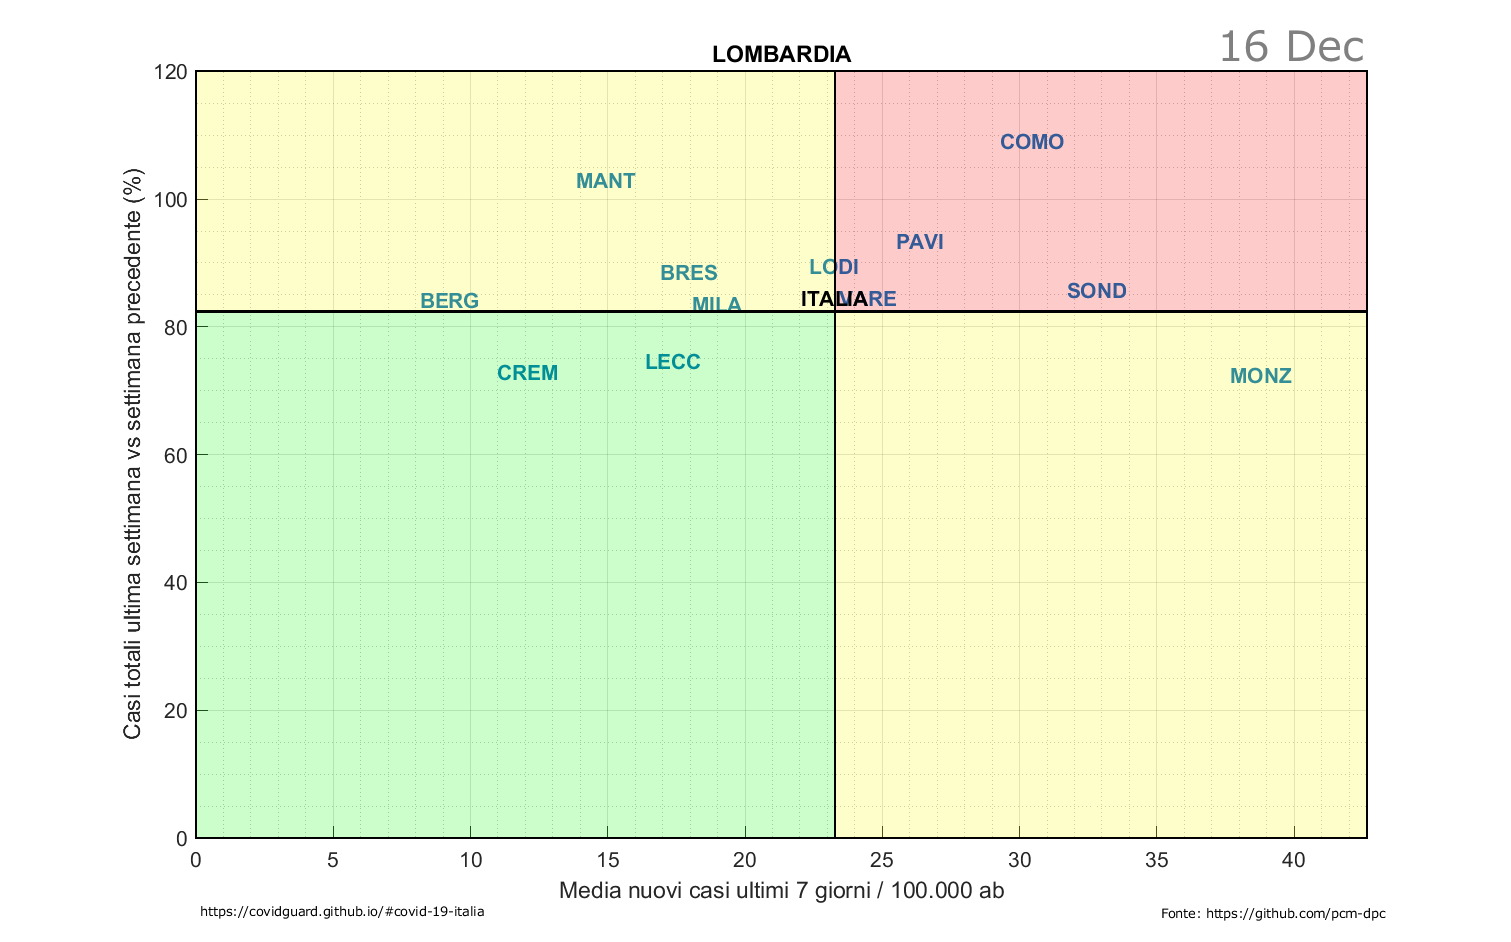 LOMBARDIA
16 Dec
120
100
80
60
40
20
0
Casi totali ultima settimana vs settimana precedente (%)
COMO
MANT
PAVI
LODI
BRES
SOND
BERG
ITALIA
VARE
MILA
LECC
CREM
MONZ
0 5 10 15 20 25 30 35 40
Media nuovi casi ultimi 7 giorni / 100.000 ab
https://covidguard.github.io/#covid-19-italia
Fonte: https://github.com/pcm-dpc